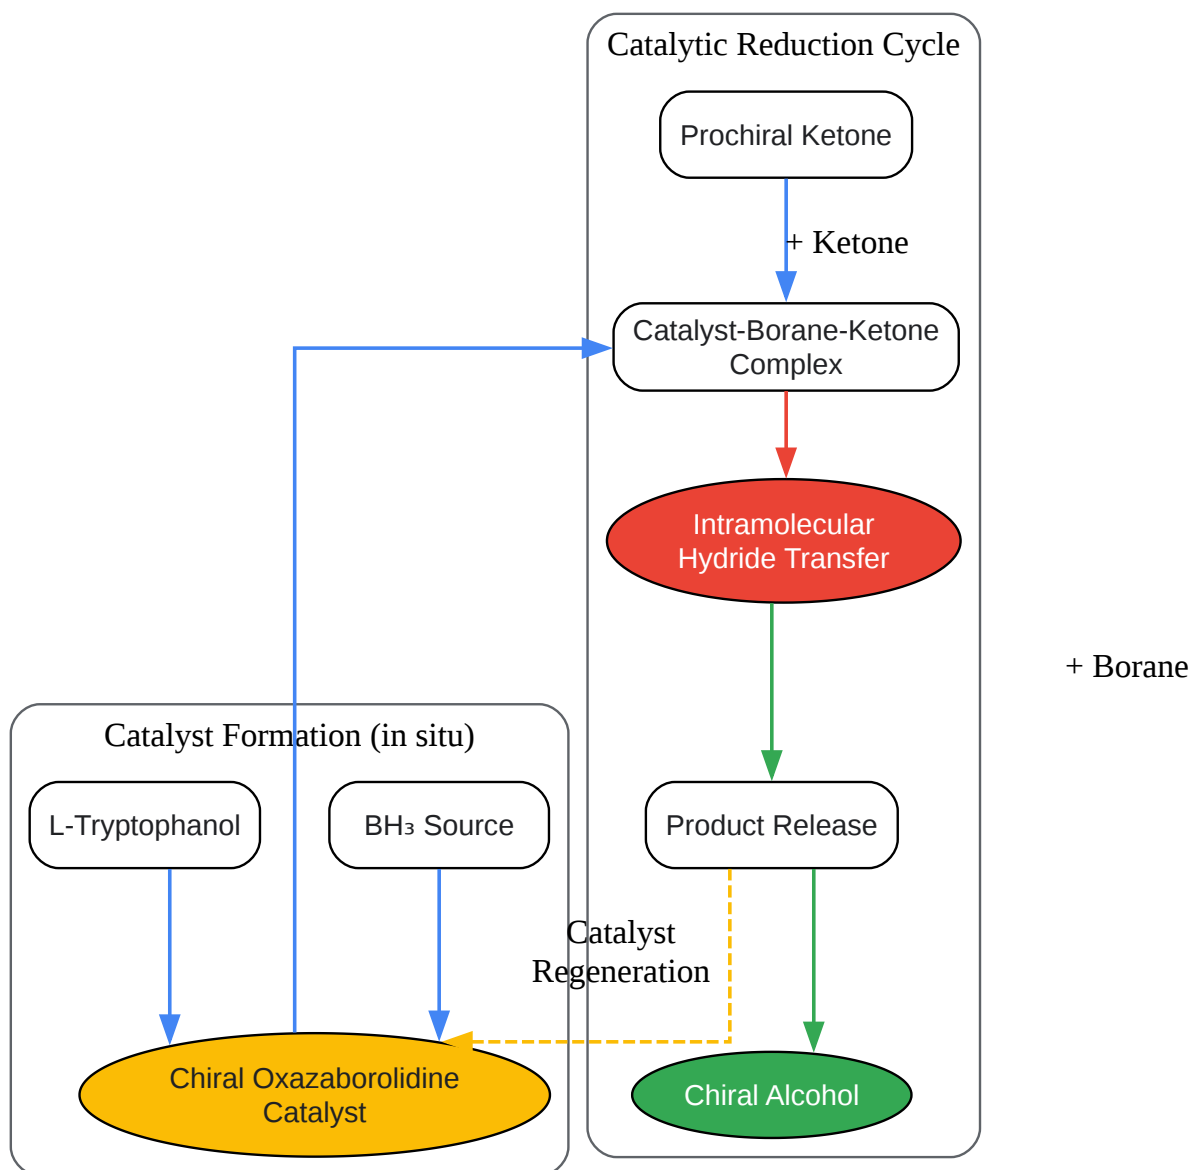 Catalytic Reduction Cycle
Prochiral Ketone
+ Ketone
Catalyst-Borane-Ketone
Complex
Intramolecular
Hydride Transfer
+ Borane
Catalyst Formation (in situ)
L-Tryptophanol
BH₃ Source
Product Release
Catalyst
Regeneration
Chiral Oxazaborolidine
Catalyst
Chiral Alcohol